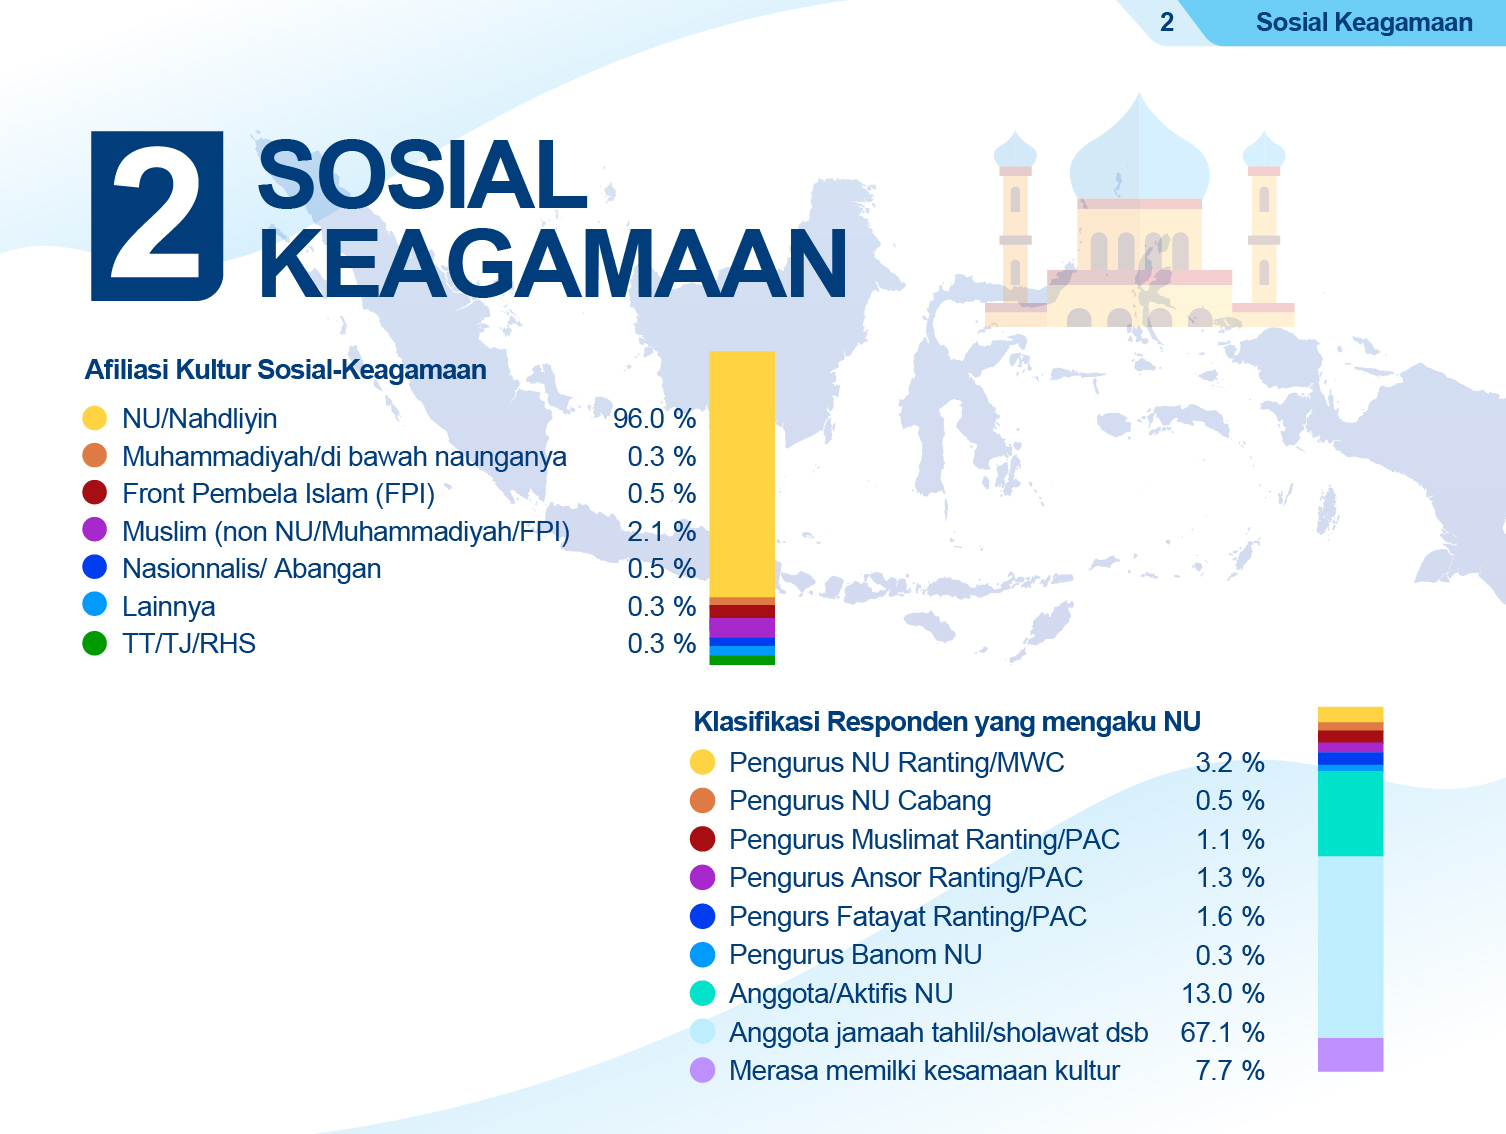 2 Sosial Keagamaan
2 SOSIAL
KEAGAMAAN
Afiliasi Kultur Sosial-Keagamaan
NU/Nahdliyin 96.0 %
Muhammadiyah/di bawah naunganya 0.3 %
Front Pembela Islam (FPI) 0.5 %
Muslim (non NU/Muhammadiyah/FPI) 2.1 %
Nasionnalis/ Abangan 0.5 %
Lainnya 0.3 %
TT/TJ/RHS 0.3 %
Klasifikasi Responden yang mengaku NU
Pengurus NU Ranting/MWC 3.2 %
Pengurus NU Cabang 0.5 %
Pengurus Muslimat Ranting/PAC 1.1 %
Pengurus Ansor Ranting/PAC 1.3 %
Pengurs Fatayat Ranting/PAC 1.6 %
Pengurus Banom NU 0.3 %
Anggota/Aktifis NU 13.0 %
Anggota jamaah tahlil/sholawat dsb 67.1 %
Merasa memilki kesamaan kultur 7.7 %